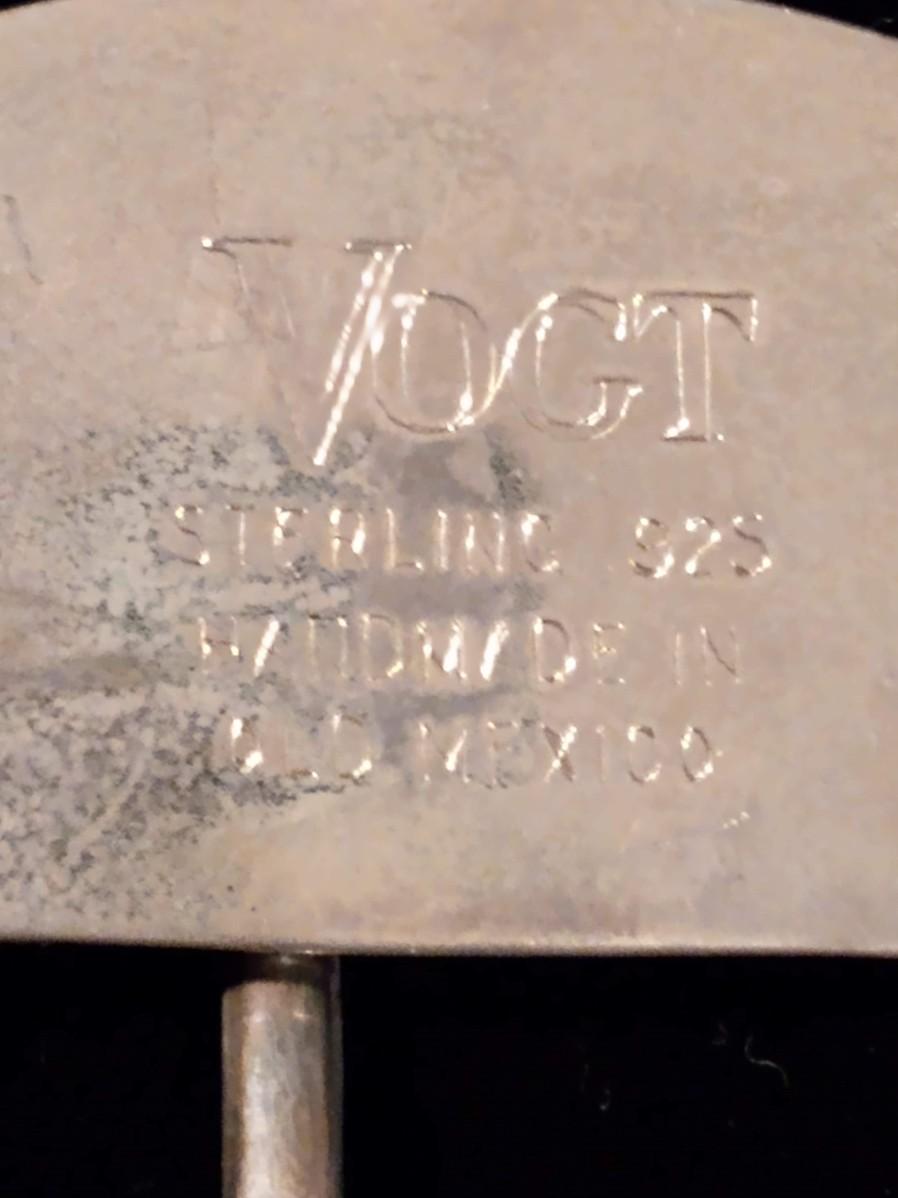 VOGT
STERLING .925
HANDMADE IN
OLD MEXICO